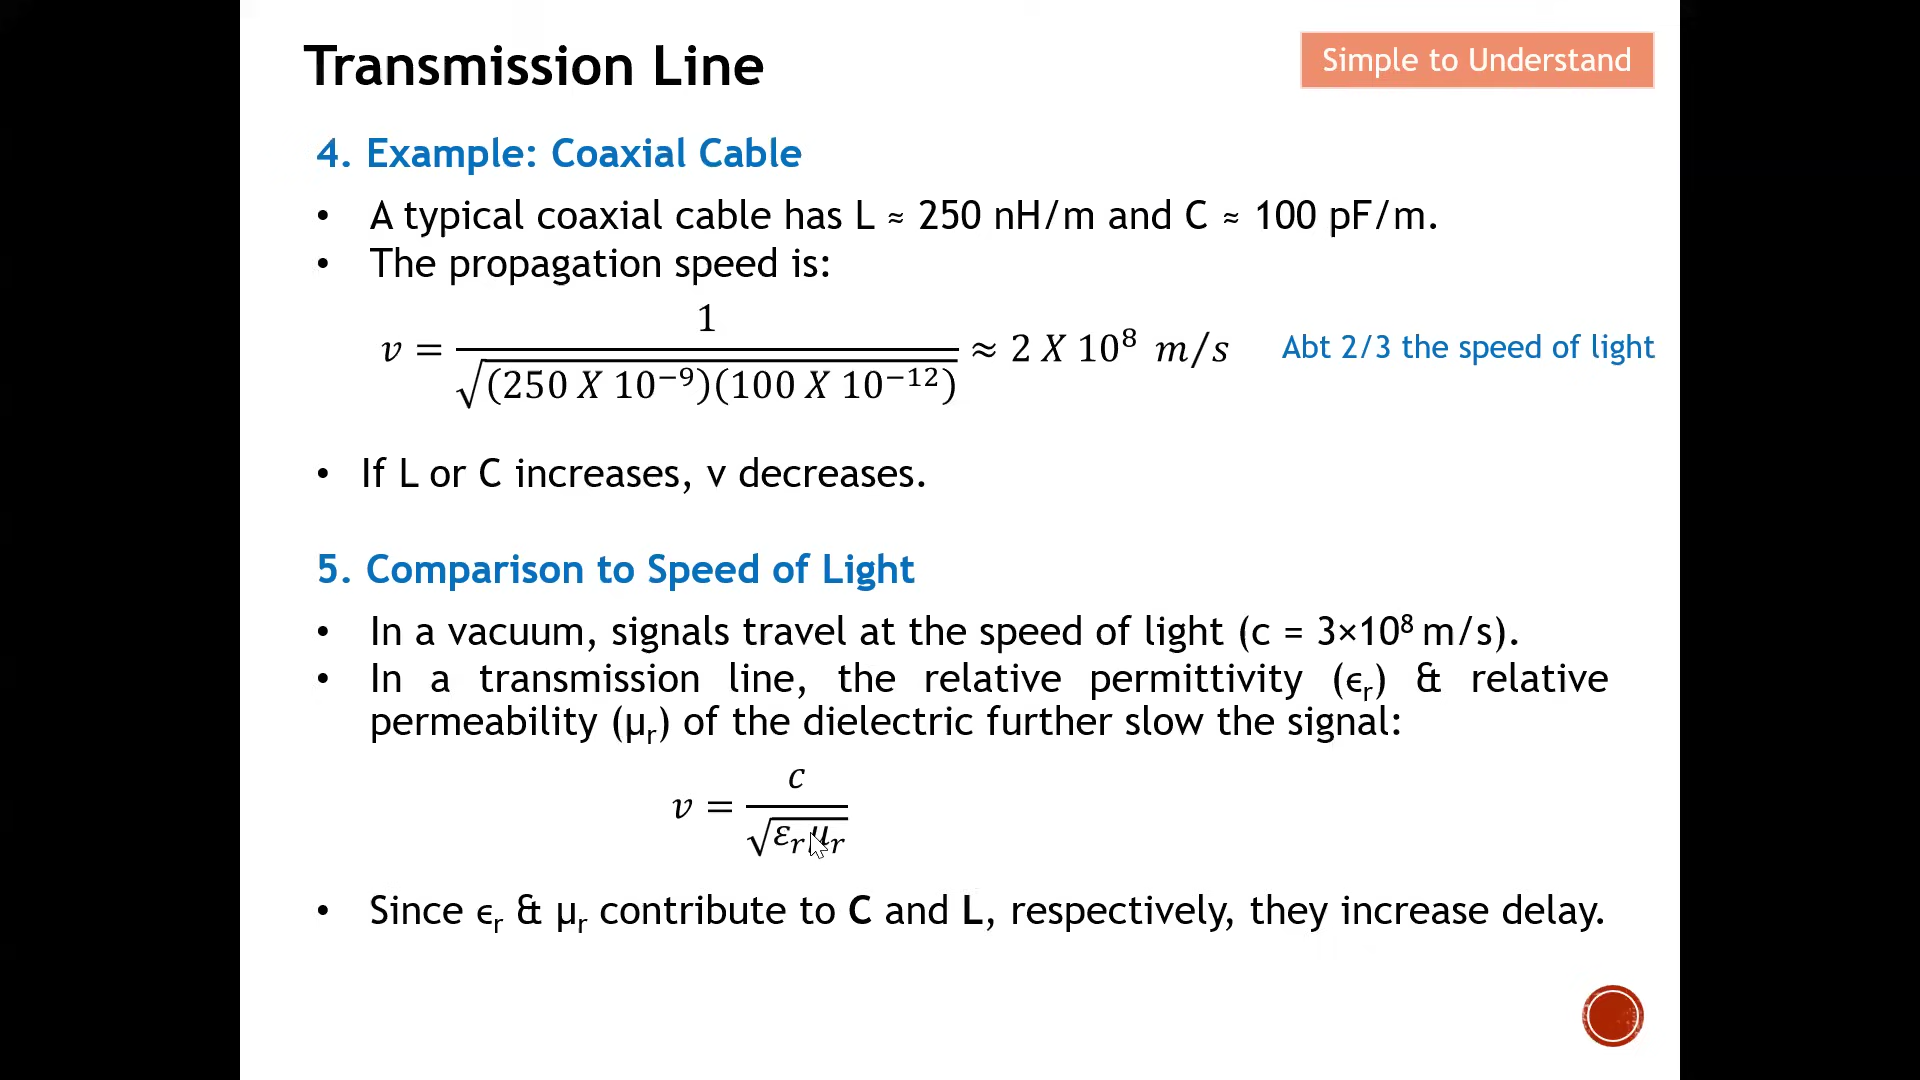 Transmission Line
Simple to Understand
4. Example: Coaxial Cable
• A typical coaxial cable has L ≈ 250 nH/m and C ≈ 100 pF/m.
• The propagation speed is:
v = 1 / √((250 X 10⁻⁹)(100 X 10⁻¹²)) ≈ 2 X 10⁸ m/s
Abt 2/3 the speed of light
• If L or C increases, v decreases.
5. Comparison to Speed of Light
• In a vacuum, signals travel at the speed of light (c = 3×10⁸ m/s).
• In a transmission line, the relative permittivity (ϵᵣ) & relative
permeability (μᵣ) of the dielectric further slow the signal:
v = c / √(εᵣμᵣ)
• Since ϵᵣ & μᵣ contribute to C and L, respectively, they increase delay.